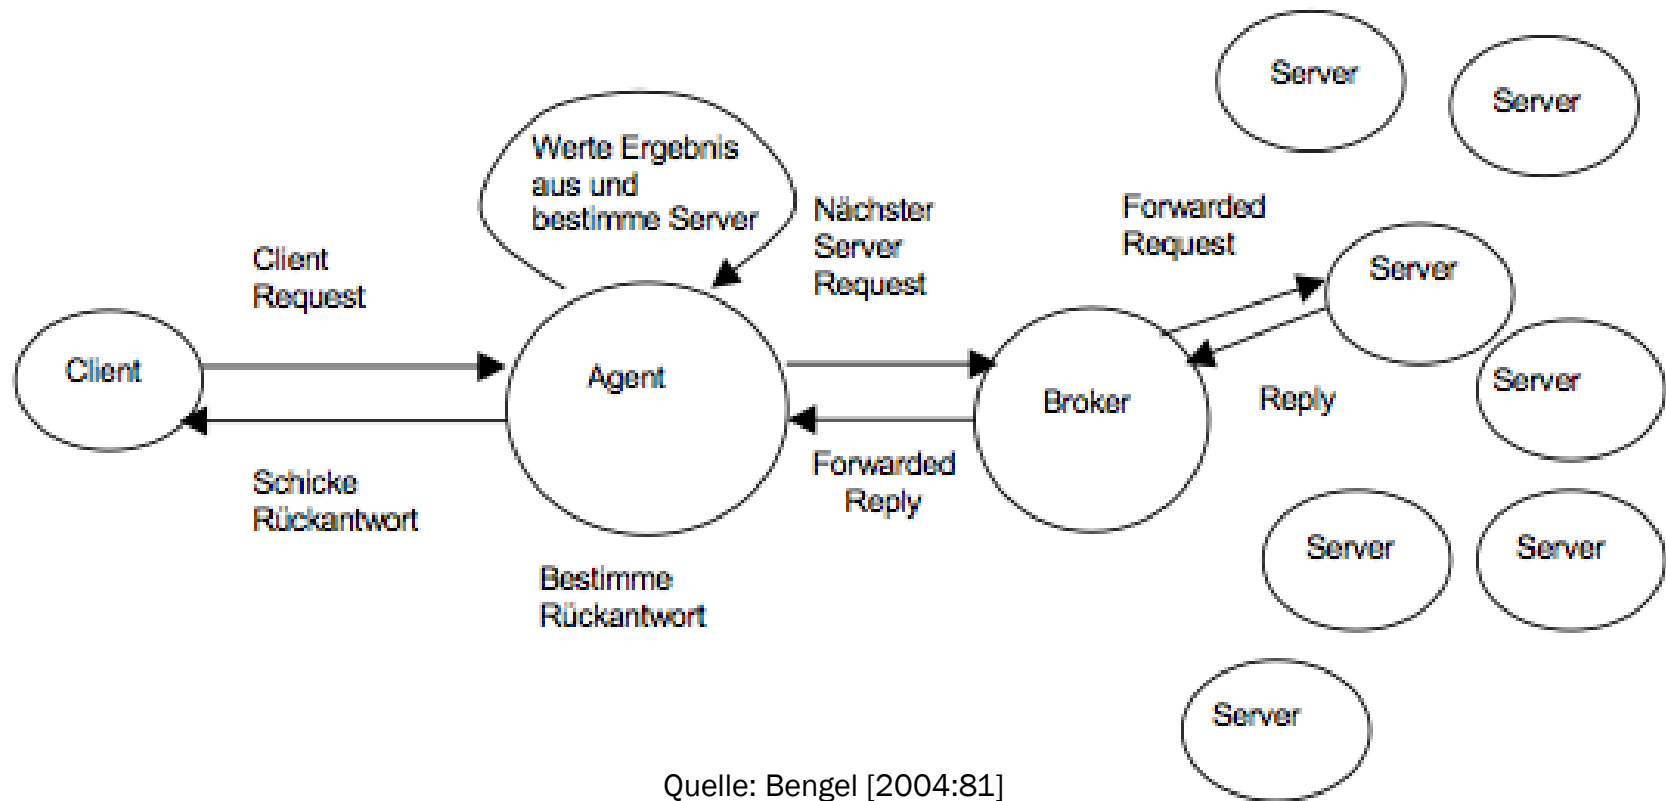 Server
Server
Werte Ergebnis
aus und
bestimme Server
Nächster
Server
Request
Forwarded
Request
Client
Request
Server
Client
Agent
Broker
Reply
Server
Schicke
Rückantwort
Forwarded
Reply
Bestimme
Rückantwort
Server
Server
Server
Quelle: Bengel [2004:81]